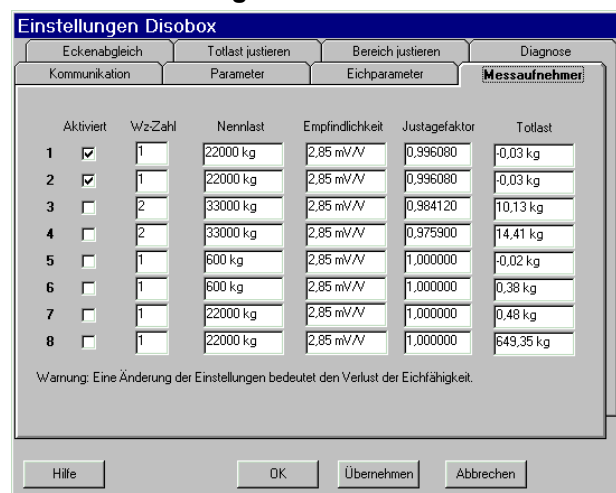 Einstellungen Disobox
Eckenabgleich Totlast justieren Bereich justieren Diagnose
Kommunikation Parameter Eichparameter Messaufnehmer
Aktiviert Wz-Zahl Nennlast Empfindlichkeit Justagefaktor Totlast
1 1 22000 kg 2,85 mV/V 0,996080 -0,03 kg
2 1 22000 kg 2,85 mV/V 0,996080 -0,03 kg
3 2 33000 kg 2,85 mV/V 0,984120 10,13 kg
4 2 33000 kg 2,85 mV/V 0,975900 14,41 kg
5 1 600 kg 2,85 mV/V 1,000000 -0,02 kg
6 1 600 kg 2,85 mV/V 1,000000 0,38 kg
7 1 22000 kg 2,85 mV/V 1,000000 0,48 kg
8 1 22000 kg 2,85 mV/V 1,000000 649,35 kg
Warnung: Eine Änderung der Einstellungen bedeutet den Verlust der Eichfähigkeit.
Hilfe OK Übernehmen Abbrechen